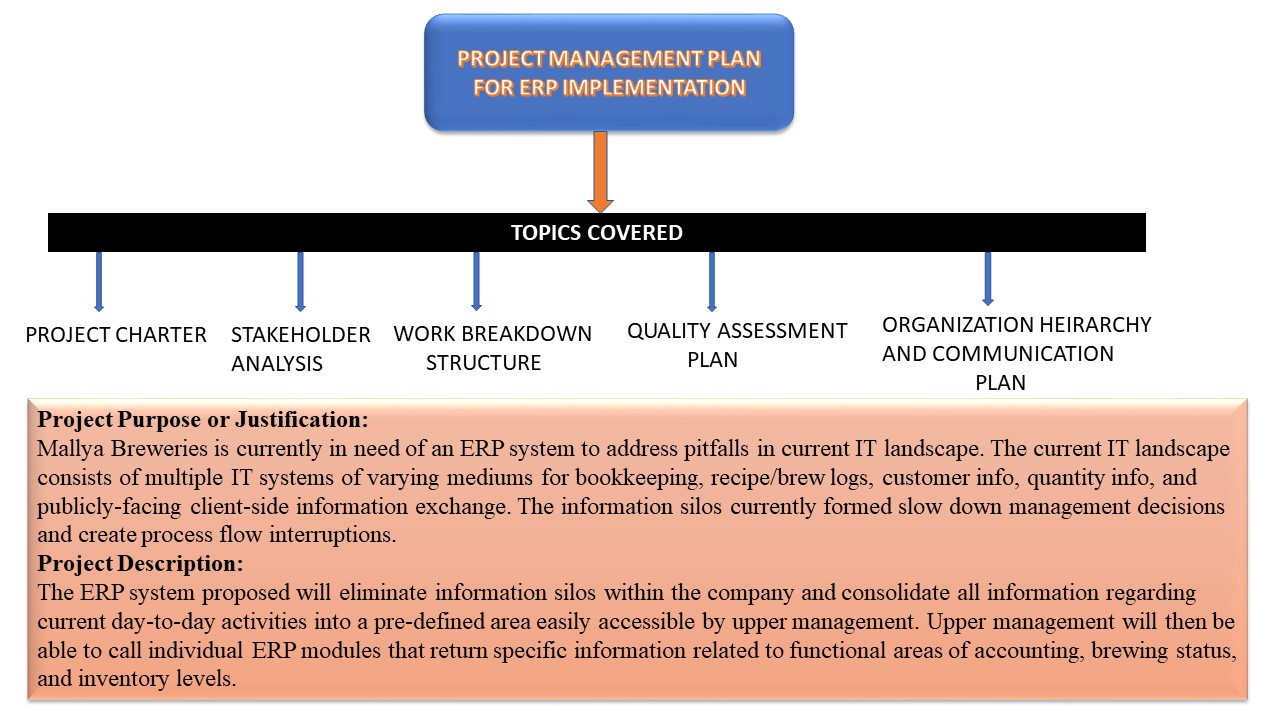 PROJECT MANAGEMENT PLAN
FOR ERP IMPLEMENTATION
TOPICS COVERED
PROJECT CHARTER
STAKEHOLDER
ANALYSIS
WORK BREAKDOWN
STRUCTURE
QUALITY ASSESSMENT
PLAN
ORGANIZATION HEIRARCHY
AND COMMUNICATION
PLAN
Project Purpose or Justification:
Mallya Breweries is currently in need of an ERP system to address pitfalls in current IT landscape. The current IT landscape
consists of multiple IT systems of varying mediums for bookkeeping, recipe/brew logs, customer info, quantity info, and
publicly-facing client-side information exchange. The information silos currently formed slow down management decisions
and create process flow interruptions.
Project Description:
The ERP system proposed will eliminate information silos within the company and consolidate all information regarding
current day-to-day activities into a pre-defined area easily accessible by upper management. Upper management will then be
able to call individual ERP modules that return specific information related to functional areas of accounting, brewing status,
and inventory levels.